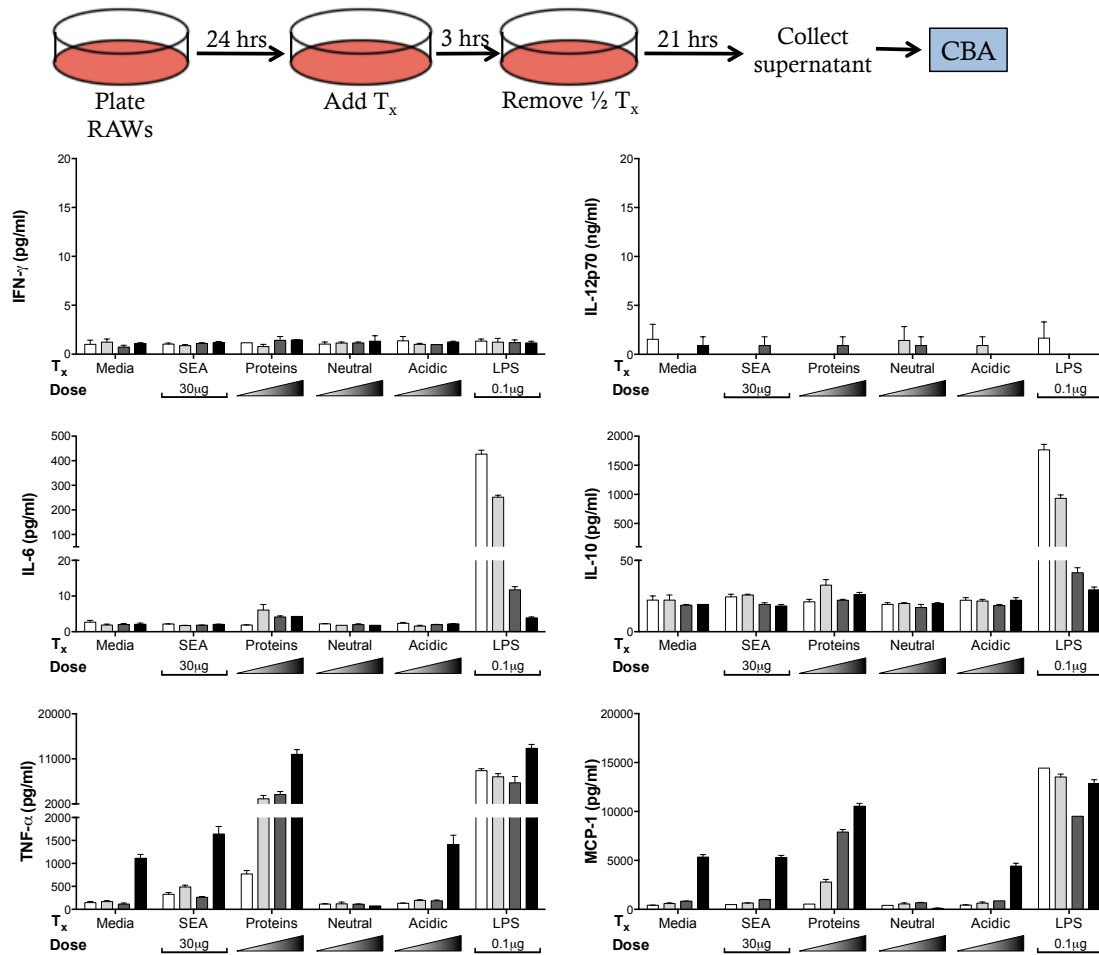 24 hrs
3 hrs
21 hrs
Collect
supernatant
CBA
Plate
RAWs
Add Tx
Remove ½ Tx
IFN-γ (pg/ml)
20
15
10
5
0
Tx
Media
SEA
Proteins
Neutral
Acidic
LPS
Dose
30µg
0.1µg
IL-12p70 (ng/ml)
20
15
10
5
0
Tx
Media
SEA
Proteins
Neutral
Acidic
LPS
Dose
30µg
0.1µg
IL-6 (pg/ml)
500
400
300
200
100
20
10
0
Tx
Media
SEA
Proteins
Neutral
Acidic
LPS
Dose
30µg
0.1µg
IL-10 (pg/ml)
2000
1500
1000
500
50
0
Tx
Media
SEA
Proteins
Neutral
Acidic
LPS
Dose
30µg
0.1µg
TNF-α (pg/ml)
20000
11000
2000
2000
1500
1000
500
0
Tx
Media
SEA
Proteins
Neutral
Acidic
LPS
Dose
30µg
0.1µg
MCP-1 (pg/ml)
20000
15000
10000
5000
0
Tx
Media
SEA
Proteins
Neutral
Acidic
LPS
Dose
30µg
0.1µg